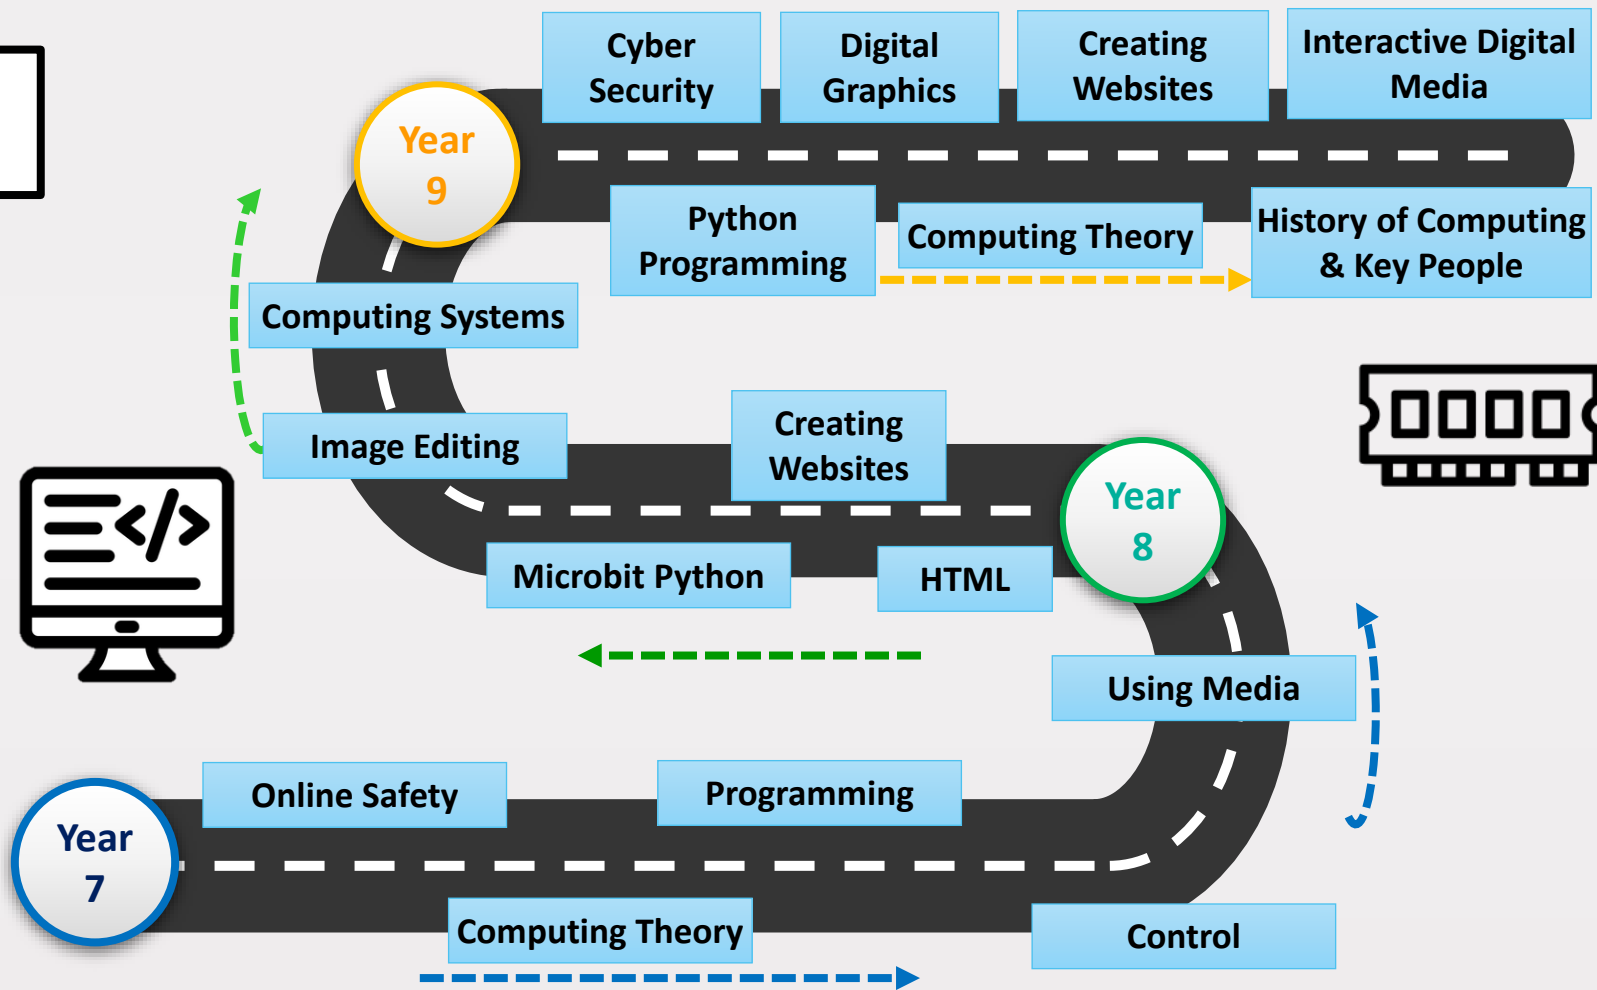 Cyber
Security
Digital
Graphics
Creating
Websites
Interactive Digital
Media
Year
9
Python
Programming
Computing Theory
History of Computing
& Key People
Computing Systems
Image Editing
Creating
Websites
Year
8
Microbit Python
HTML
Using Media
Online Safety
Programming
Year
7
Computing Theory
Control